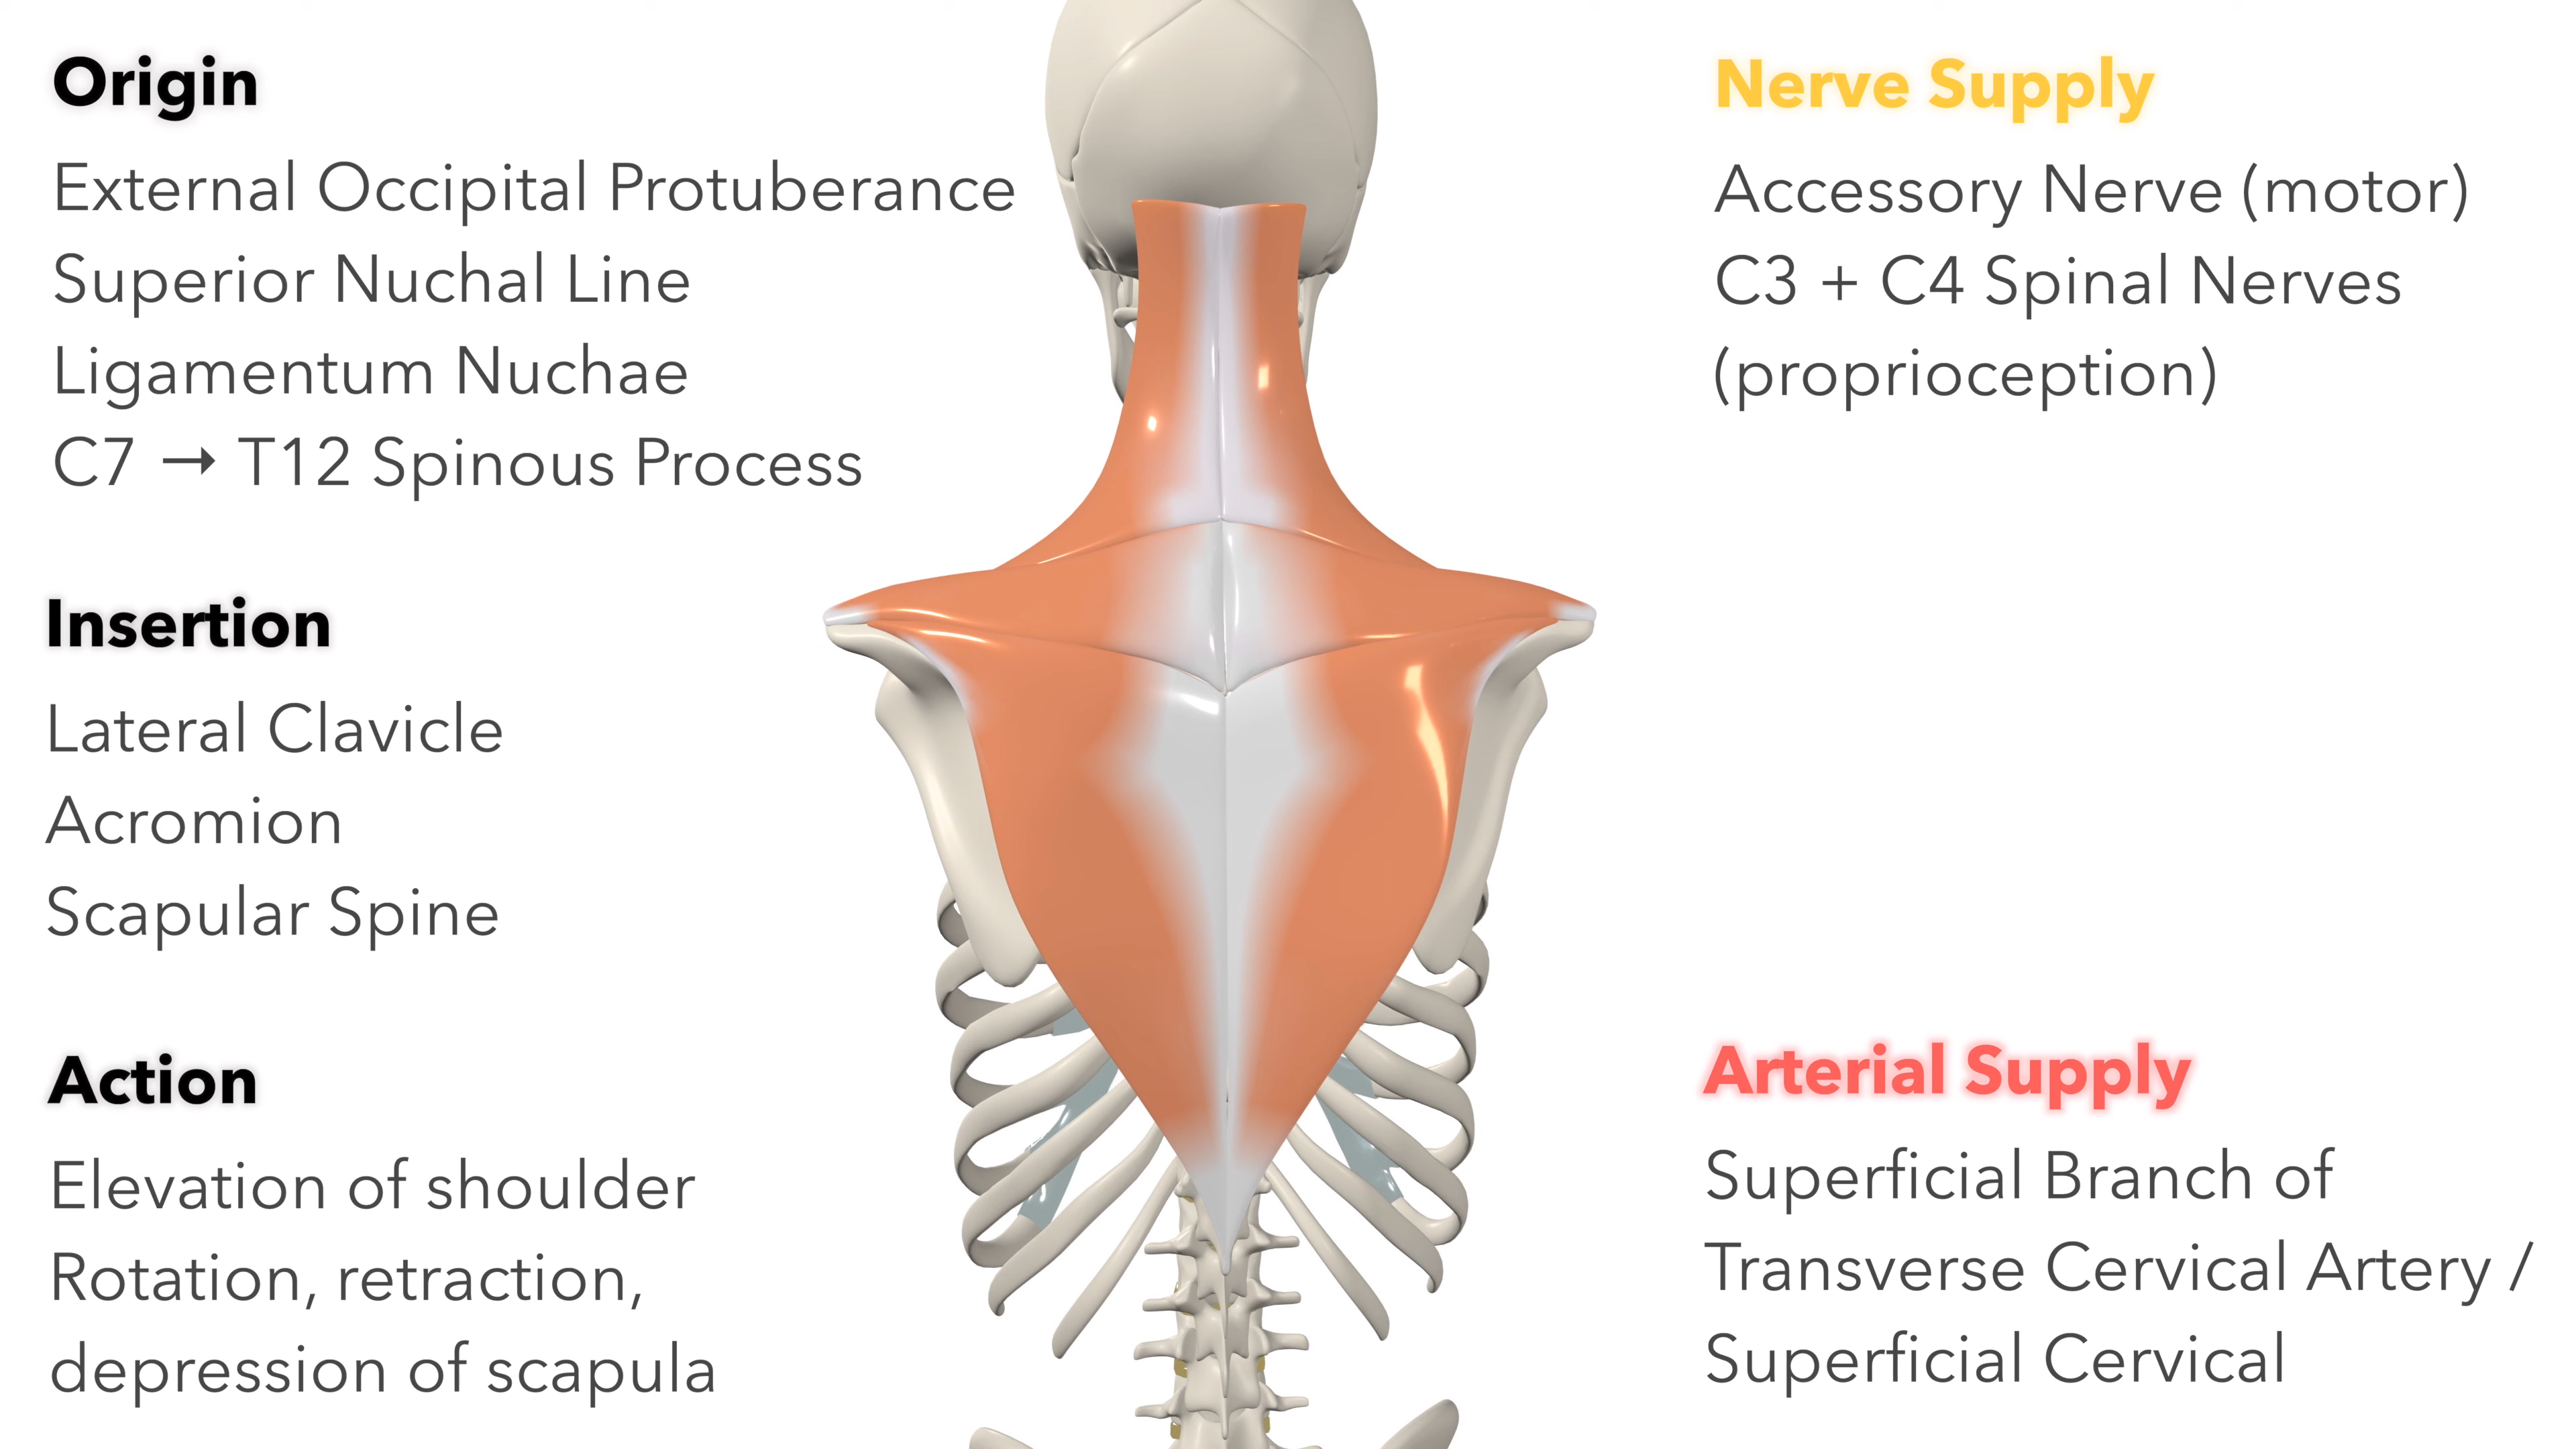 Origin
External Occipital Protuberance
Superior Nuchal Line
Ligamentum Nuchae
C7 → T12 Spinous Process
Insertion
Lateral Clavicle
Acromion
Scapular Spine
Action
Elevation of shoulder
Rotation, retraction,
depression of scapula
Nerve Supply
Accessory Nerve (motor)
C3 + C4 Spinal Nerves
(proprioception)
Arterial Supply
Superficial Branch of
Transverse Cervical Artery /
Superficial Cervical